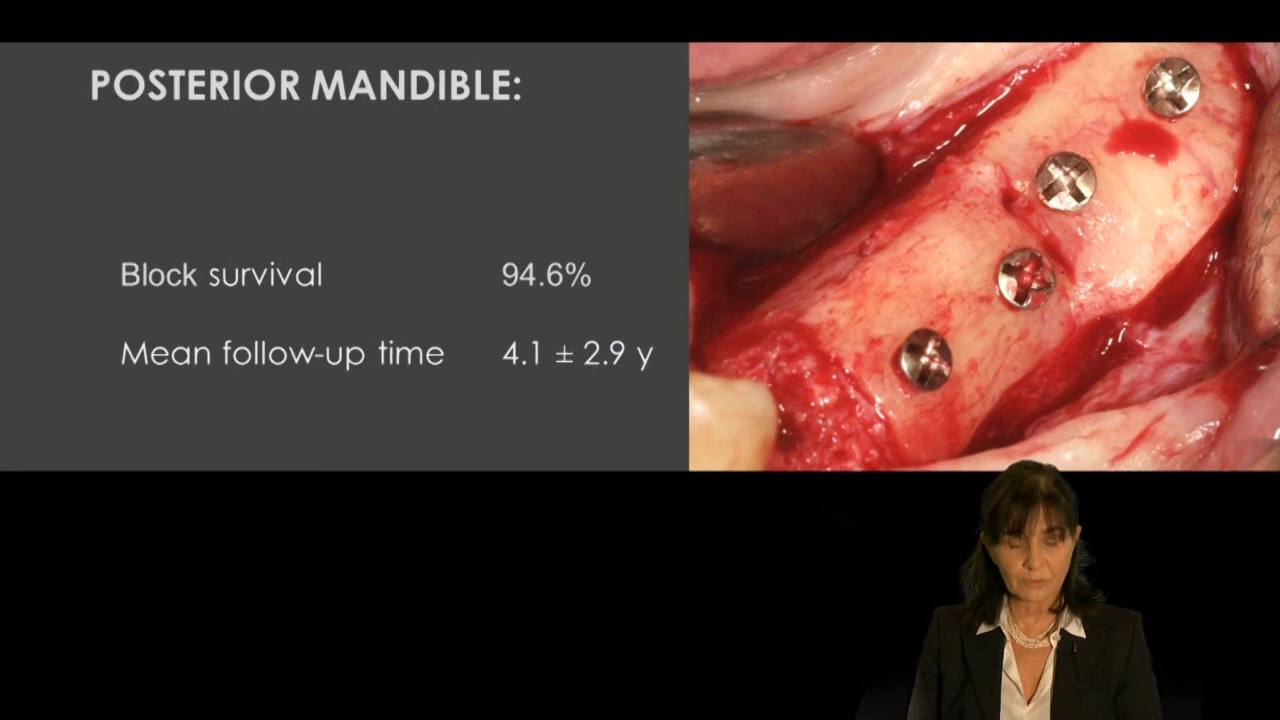 POSTERIOR MANDIBLE:
Block survival 94.6%
Mean follow-up time 4.1 ± 2.9 y